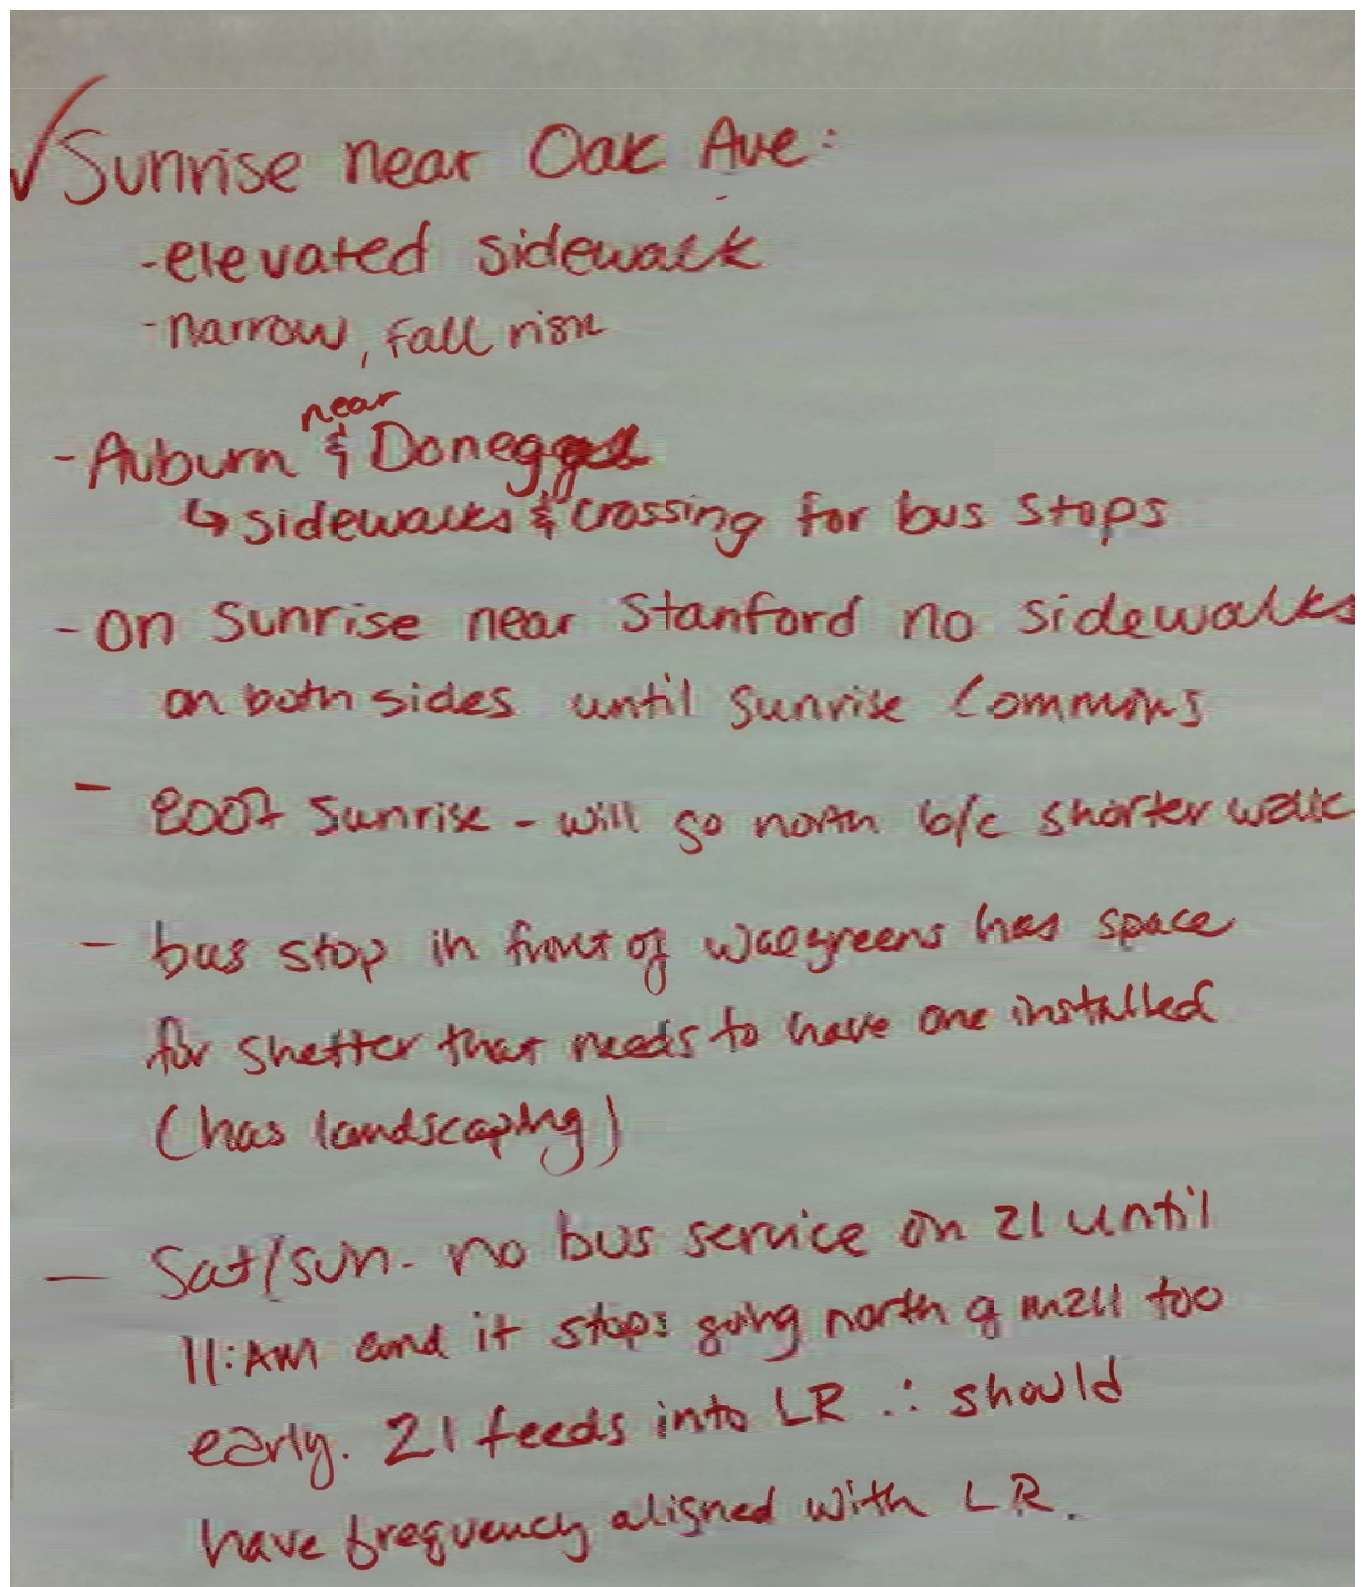 ✓Sunrise near Oak Ave:
-elevated sidewalk
-narrow, fall risk
near
-Auburn & Doneg
↳sidewalks & crossing for bus stops
-on Sunrise near Stanford no sidewalks
on both sides until Sunrise Commons
- 8007 Sunrise - will go north b/c shorter walk
- bus stop in front of walgreens has space
for shelter that needs to have one installed
(has landscaping)
- Sat/sun. no bus service on 21 until
11:AM and it stops going north of mall too
early. 21 feeds into LR ∴ should
have frequency aligned with LR.